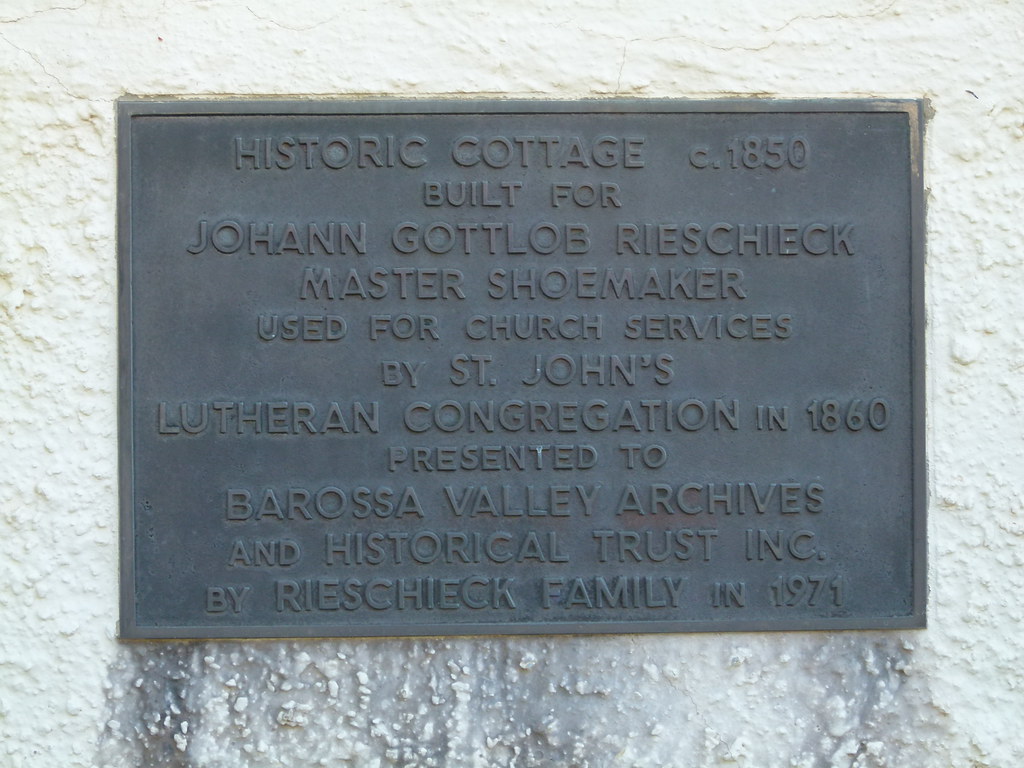 HISTORIC COTTAGE c.1850
BUILT FOR
JOHANN GOTTLOB RIESCHIECK
MASTER SHOEMAKER
USED FOR CHURCH SERVICES
BY ST. JOHN'S
LUTHERAN CONGREGATION IN 1860
PRESENTED TO
BAROSSA VALLEY ARCHIVES
AND HISTORICAL TRUST INC.
BY RIESCHIECK FAMILY IN 1971